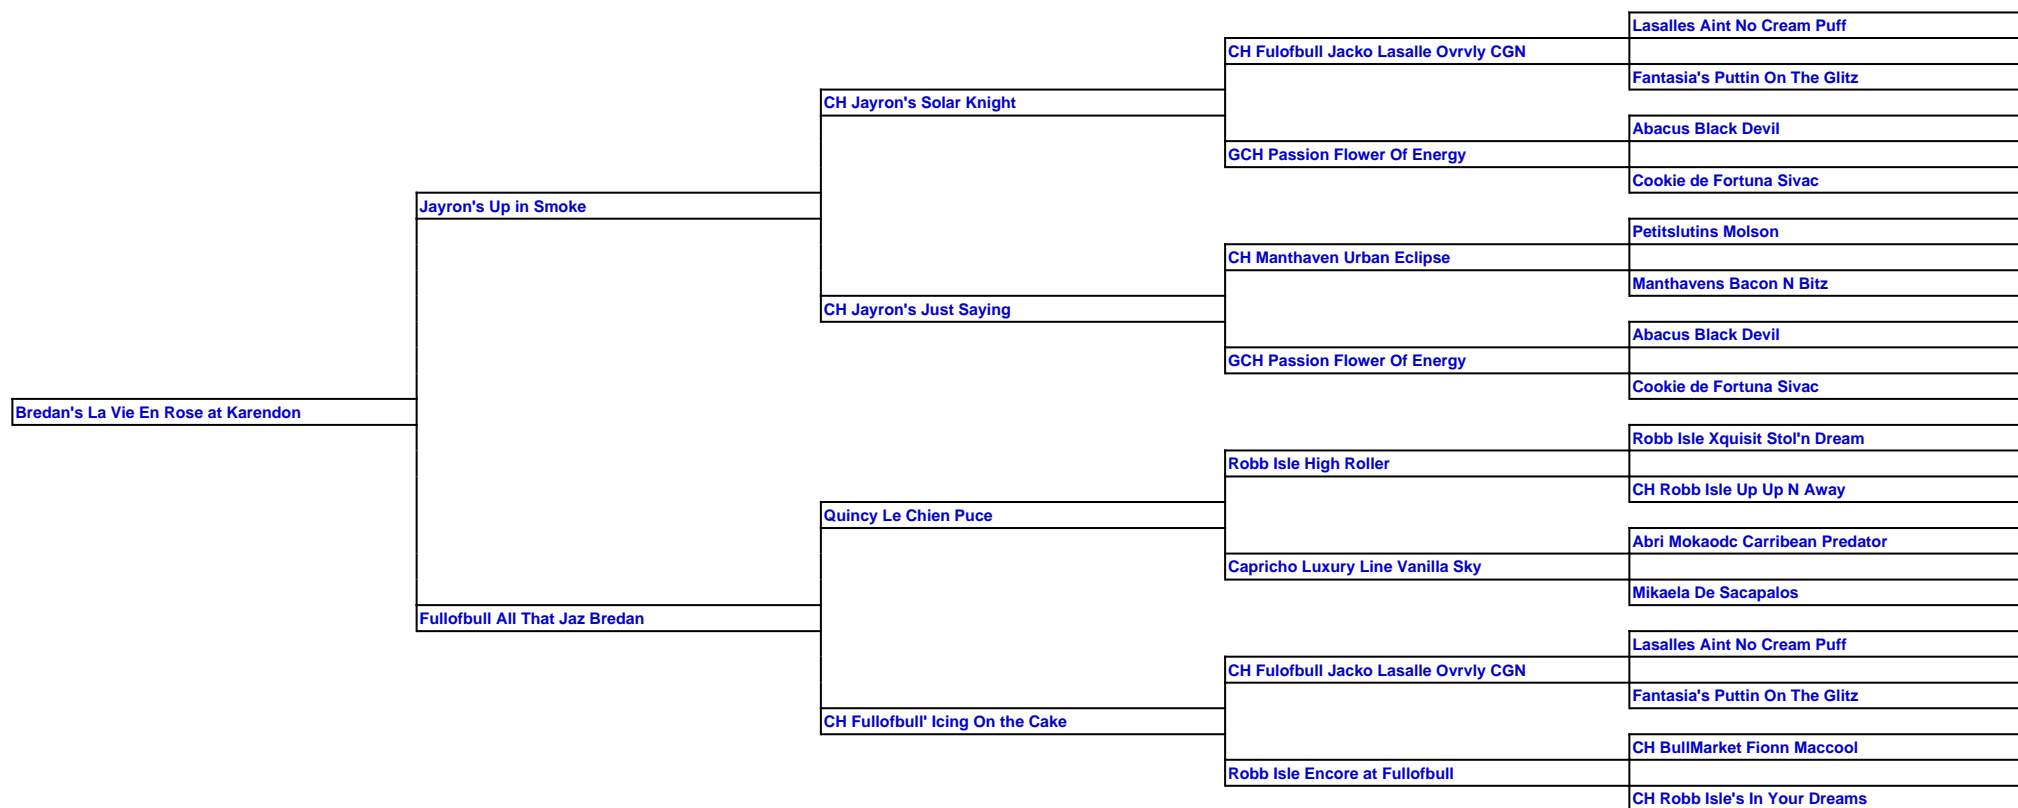 Lasalles Aint No Cream Puff
CH Fulofbull Jacko Lasalle Ovrvly CGN
Fantasia's Puttin On The Glitz
CH Jayron's Solar Knight
Abacus Black Devil
GCH Passion Flower Of Energy
Cookie de Fortuna Sivac
Jayron's Up in Smoke
Petitslutins Molson
CH Manthaven Urban Eclipse
Manthavens Bacon N Bitz
CH Jayron's Just Saying
Abacus Black Devil
GCH Passion Flower Of Energy
Cookie de Fortuna Sivac
Bredan's La Vie En Rose at Karendon
Robb Isle Xquisit Stol'n Dream
Robb Isle High Roller
CH Robb Isle Up Up N Away
Quincy Le Chien Puce
Abri Mokaodc Carribean Predator
Capricho Luxury Line Vanilla Sky
Mikaela De Sacapalos
Fullofbull All That Jaz Bredan
Lasalles Aint No Cream Puff
CH Fulofbull Jacko Lasalle Ovrvly CGN
Fantasia's Puttin On The Glitz
CH Fullofbull' Icing On the Cake
CH BullMarket Fionn Maccool
Robb Isle Encore at Fullofbull
CH Robb Isle's In Your Dreams